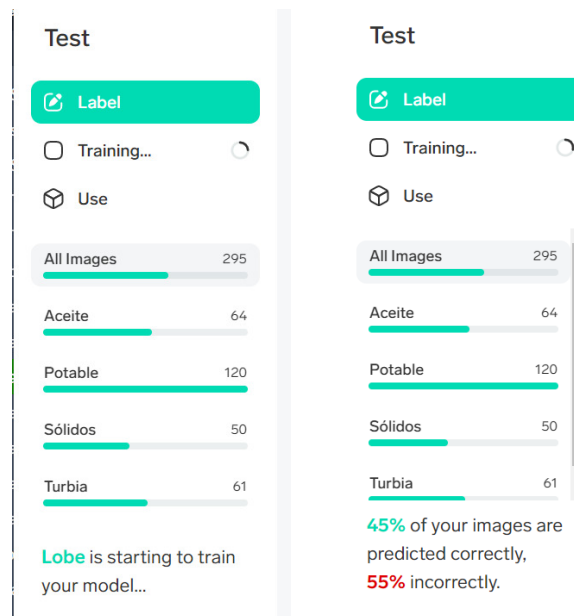 Test
Label
Training...
Use
All Images 295
Aceite 64
Potable 120
Sólidos 50
Turbia 61
Lobe is starting to train
your model...
Test
Label
Training...
Use
All Images 295
Aceite 64
Potable 120
Sólidos 50
Turbia 61
45% of your images are
predicted correctly,
55% incorrectly.